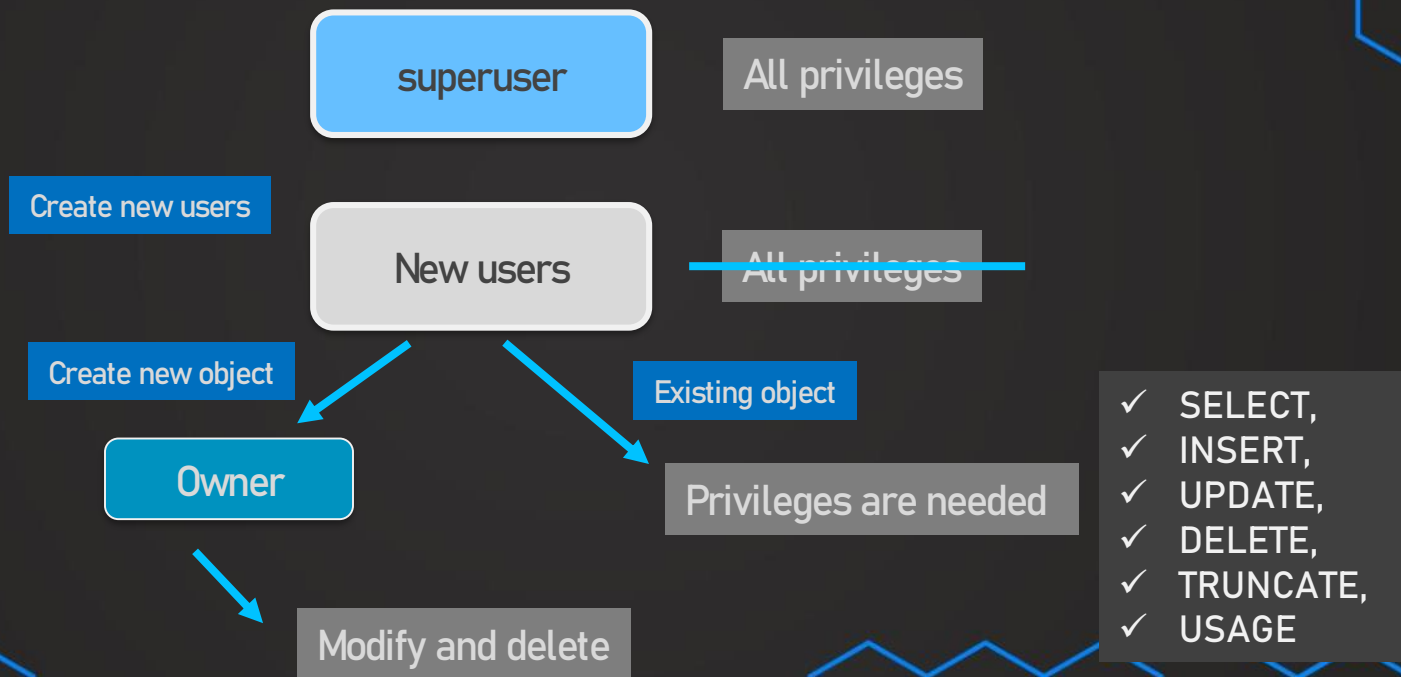 superuser
All privileges
Create new users
New users
All privileges
Create new object
Existing object
Owner
Privileges are needed
Modify and delete
✓ SELECT,
✓ INSERT,
✓ UPDATE,
✓ DELETE,
✓ TRUNCATE,
✓ USAGE